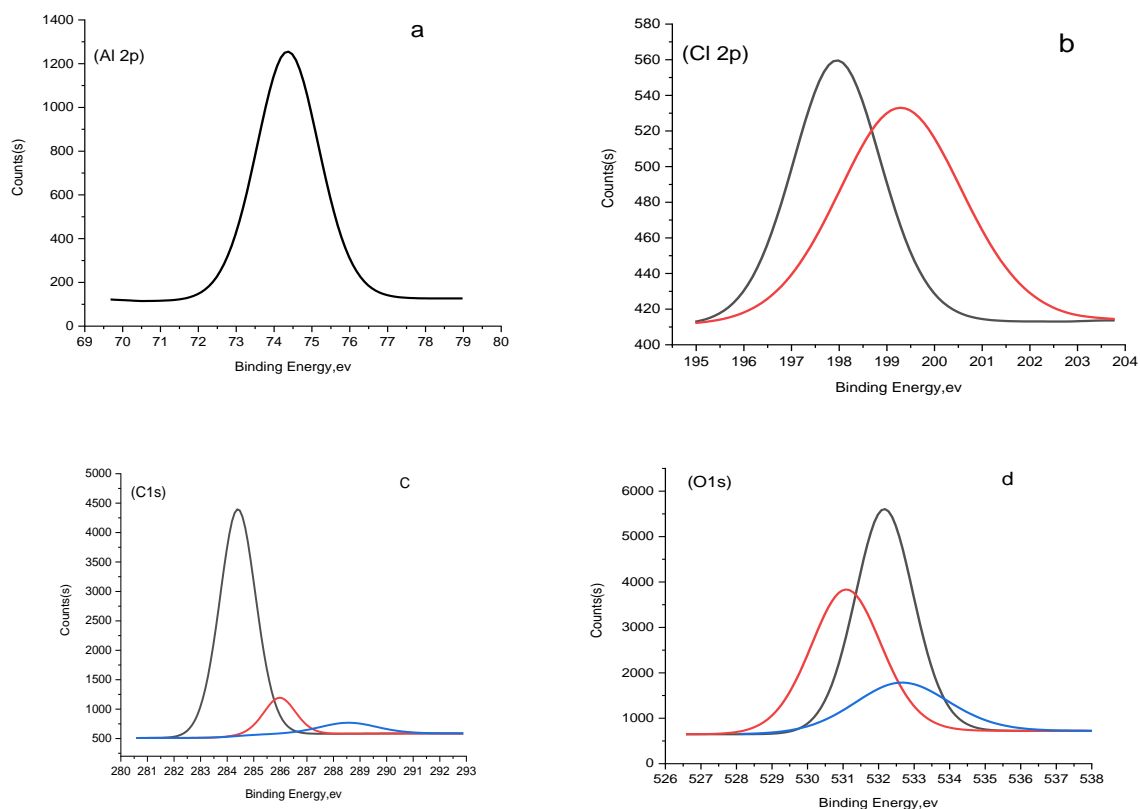 a
(Al 2p)
1400
1200
1000
800
600
400
200
0
Counts(s)
69 70 71 72 73 74 75 76 77 78 79 80
Binding Energy,ev
b
(Cl 2p)
580
560
540
520
500
480
460
440
420
400
Counts(s)
195 196 197 198 199 200 201 202 203 204
Binding Energy,ev
C
(C1s)
5000
4500
4000
3500
3000
2500
2000
1500
1000
500
Counts(s)
280 281 282 283 284 285 286 287 288 289 290 291 292 293
Binding Energy,ev
d
(O1s)
6000
5000
4000
3000
2000
1000
0
Counts(s)
526 527 528 529 530 531 532 533 534 535 536 537 538
Binding Energy,ev